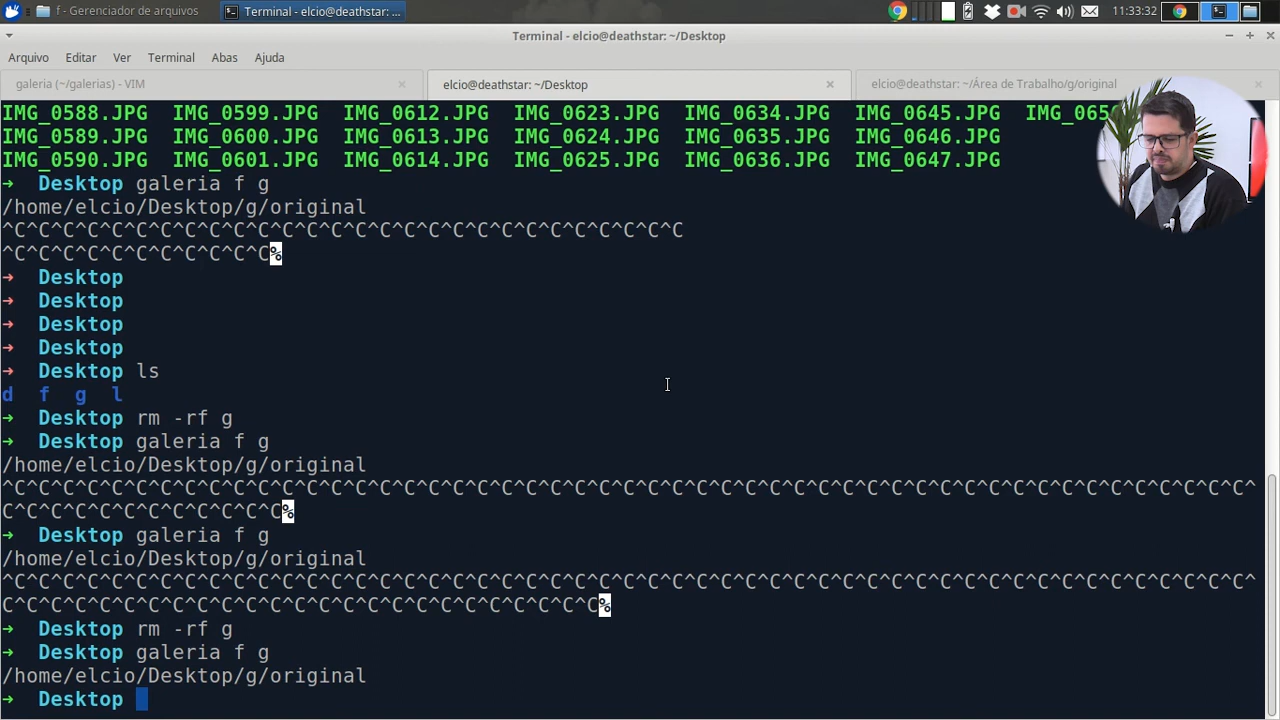 f - Gerenciador de arquivos
Terminal - elcio@deathstar: ...
11:33:32
Terminal - elcio@deathstar: ~/Desktop
Arquivo Editar Ver Terminal Abas Ajuda
galeria (~/galerias) - VIM
elcio@deathstar: ~/Desktop
elcio@deathstar: ~/Área de Trabalho/g/original
IMG_0588.JPG IMG_0599.JPG IMG_0612.JPG IMG_0623.JPG IMG_0634.JPG IMG_0645.JPG
IMG_0589.JPG IMG_0600.JPG IMG_0613.JPG IMG_0624.JPG IMG_0635.JPG IMG_0646.JPG
IMG_0590.JPG IMG_0601.JPG IMG_0614.JPG IMG_0625.JPG IMG_0636.JPG IMG_0647.JPG
→ Desktop galeria f g
/home/elcio/Desktop/g/original
^C^C^C^C^C^C^C^C^C^C^C^C^C^C^C^C^C^C^C^C^C^C^C^C^C^C^C^C
^C^C^C^C^C^C^C^C^C^C^C%
→ Desktop
→ Desktop
→ Desktop
→ Desktop
→ Desktop ls
d f g l
→ Desktop rm -rf g
→ Desktop galeria f g
/home/elcio/Desktop/g/original
^C^C^C^C^C^C^C^C^C^C^C^C^C^C^C^C^C^C^C^C^C^C^C^C^C^C^C^C^C^C^C^C^C^C^C^C^C^C^C^C^C^C^C^C^C^C^C^C^C^C^C^
C^C^C^C^C^C^C^C^C^C^C^C%
→ Desktop galeria f g
/home/elcio/Desktop/g/original
^C^C^C^C^C^C^C^C^C^C^C^C^C^C^C^C^C^C^C^C^C^C^C^C^C^C^C^C^C^C^C^C^C^C^C^C^C^C^C^C^C^C^C^C^C^C^C^C^C^C^C^
C^C^C^C^C^C^C^C^C^C^C^C^C^C^C^C^C^C^C^C^C^C^C^C^C%
→ Desktop rm -rf g
→ Desktop galeria f g
/home/elcio/Desktop/g/original
→ Desktop